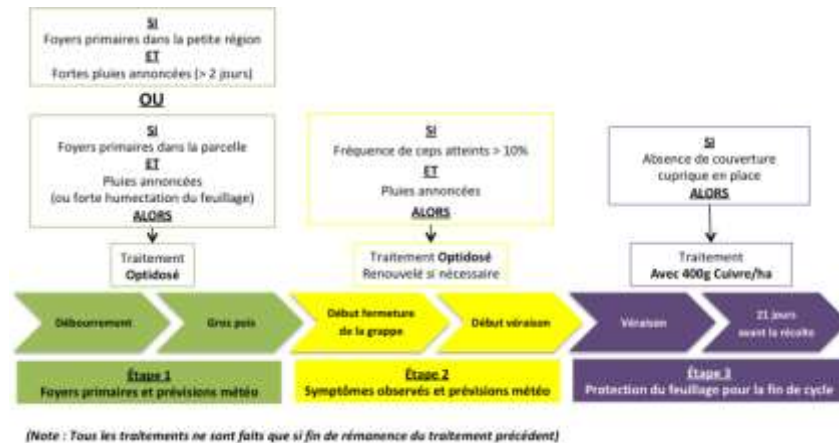 SI
Foyers primaires dans la petite région
ET
Fortes pluies annoncées (> 2 jours)
OU
SI
Foyers primaires dans la parcelle
ET
Pluies annoncées
(ou forte humectation du feuillage)
ALORS
Traitement
Optidosé
SI
Fréquence de ceps atteints > 10%
ET
Pluies annoncées
ALORS
Traitement Optidosé
Renouvelé si nécessaire
SI
Absence de couverture
cuprique en place
ALORS
Traitement
Avec 400g Cuivre/ha
Débourrement
Gros pois
Début fermeture
de la grappe
Début véraison
Véraison
21 jours
avant la récolte
Étape 1
Foyers primaires et prévisions météo
Étape 2
Symptômes observés et prévisions météo
Étape 3
Protection du feuillage pour la fin de cycle
(Note : Tous les traitements ne sont faits que si fin de rémanence du traitement précédent)